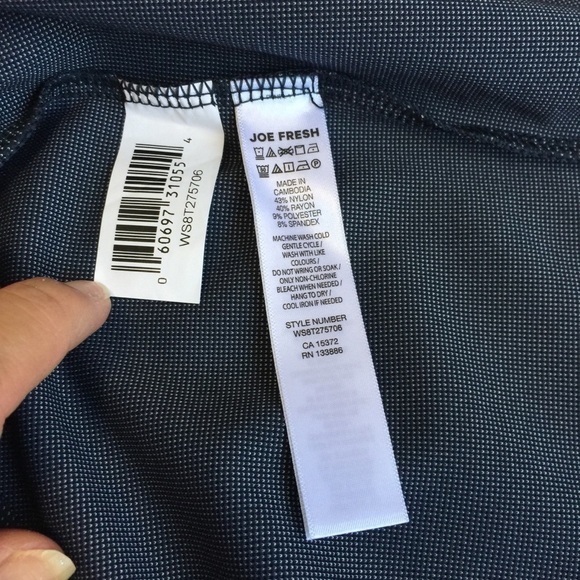 0 60697 31055 4
WS8T275706
JOE FRESH
MADE IN
CAMBODIA
43% NYLON
40% RAYON
9% POLYESTER
8% SPANDEX
MACHINE WASH COLD
GENTLE CYCLE /
WASH WITH LIKE
COLOURS /
DO NOT WRING OR SOAK /
ONLY NON-CHLORINE
BLEACH WHEN NEEDED /
HANG TO DRY /
COOL IRON IF NEEDED
STYLE NUMBER
WS8T275706
CA 15372
RN 133886